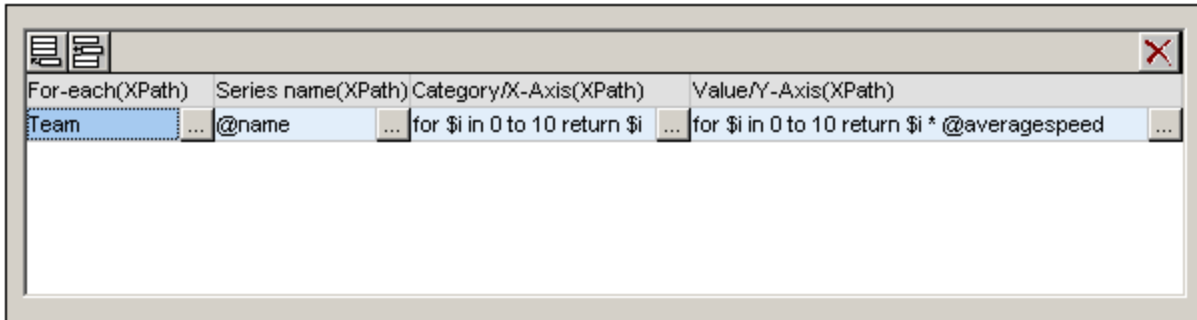 For-each(XPath) Series name(XPath) Category/X-Axis(XPath) Value/Y-Axis(XPath)
Team ... @name ... for $i in 0 to 10 return $i ... for $i in 0 to 10 return $i * @averagespeed ...